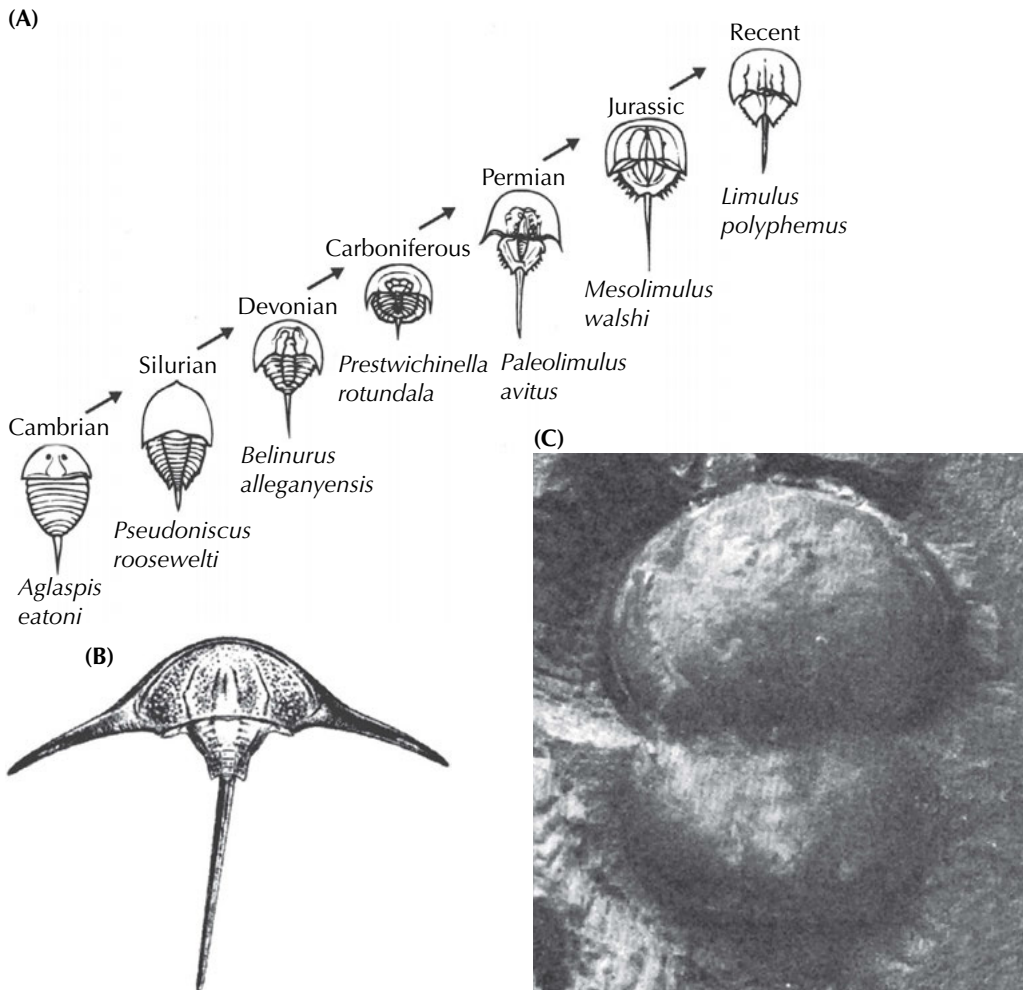 (A)
Recent
Jurassic
Permian
Limulus
polyphemus
Carboniferous
Mesolimulus
walshi
Devonian
Prestwichinella
rotundala
Paleolimulus
avitus
Silurian
Cambrian
Belinurus
alleganyensis
(C)
Pseudoniscus
roosewelti
Aglaspis
eatoni
(B)